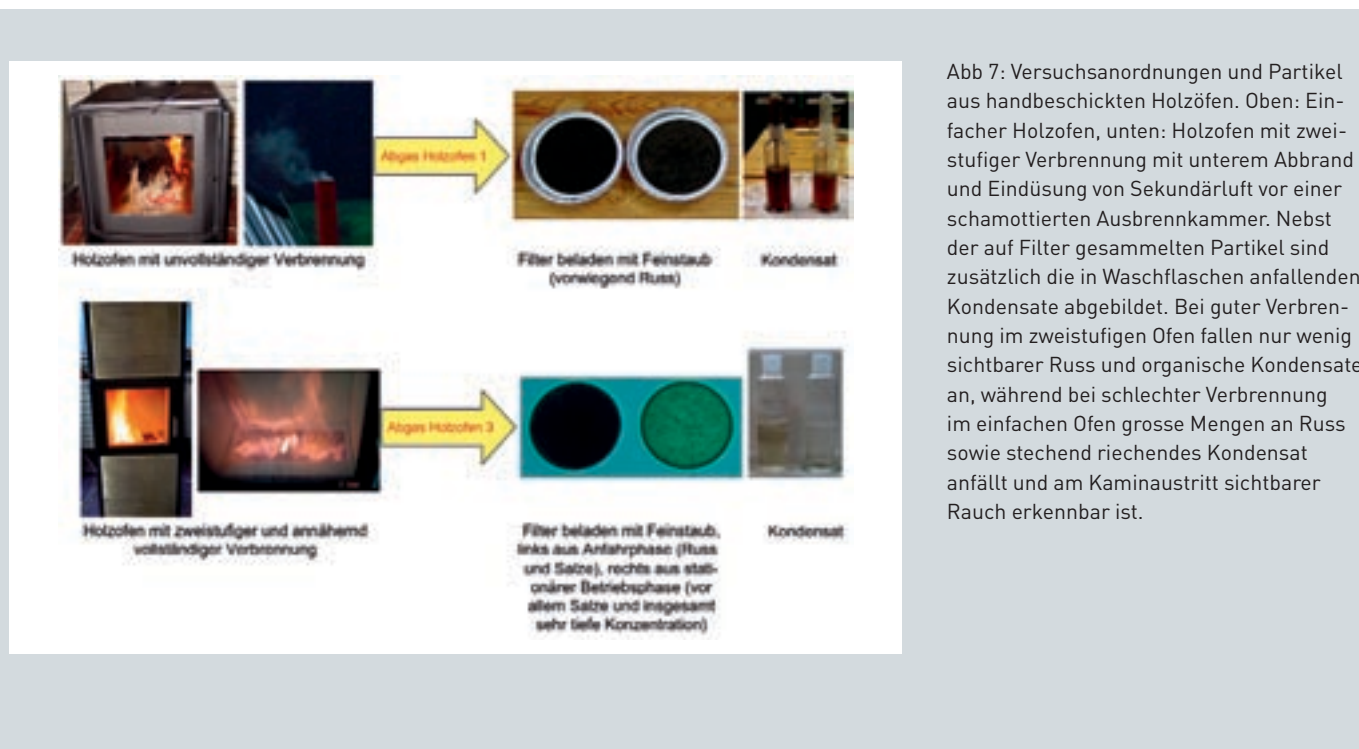 Abgas Holzofen 1
Holzofen mit unvollständiger Verbrennung
Filter beladen mit Feinstaub
(vorwiegend Russ)
Kondensat
Abgas Holzofen 3
Holzofen mit zweistufiger und annähernd
vollständiger Verbrennung
Filter beladen mit Feinstaub,
links aus Anfahrphase (Russ
und Salze), rechts aus stati-
onärer Betriebsphase (vor
allem Salze und insgesamt
sehr tiefe Konzentration)
Kondensat
Abb 7: Versuchsanordnungen und Partikel
aus handbeschickten Holzöfen. Oben: Ein-
facher Holzofen, unten: Holzofen mit zwei-
stufiger Verbrennung mit unterem Abbrand
und Eindüsung von Sekundärluft vor einer
schamottierten Ausbrennkammer. Nebst
der auf Filter gesammelten Partikel sind
zusätzlich die in Waschflaschen anfallenden
Kondensate abgebildet. Bei guter Verbren-
nung im zweistufigen Ofen fallen nur wenig
sichtbarer Russ und organische Kondensate
an, während bei schlechter Verbrennung
im einfachen Ofen grosse Mengen an Russ
sowie stechend riechendes Kondensat
anfällt und am Kaminaustritt sichtbarer
Rauch erkennbar ist.